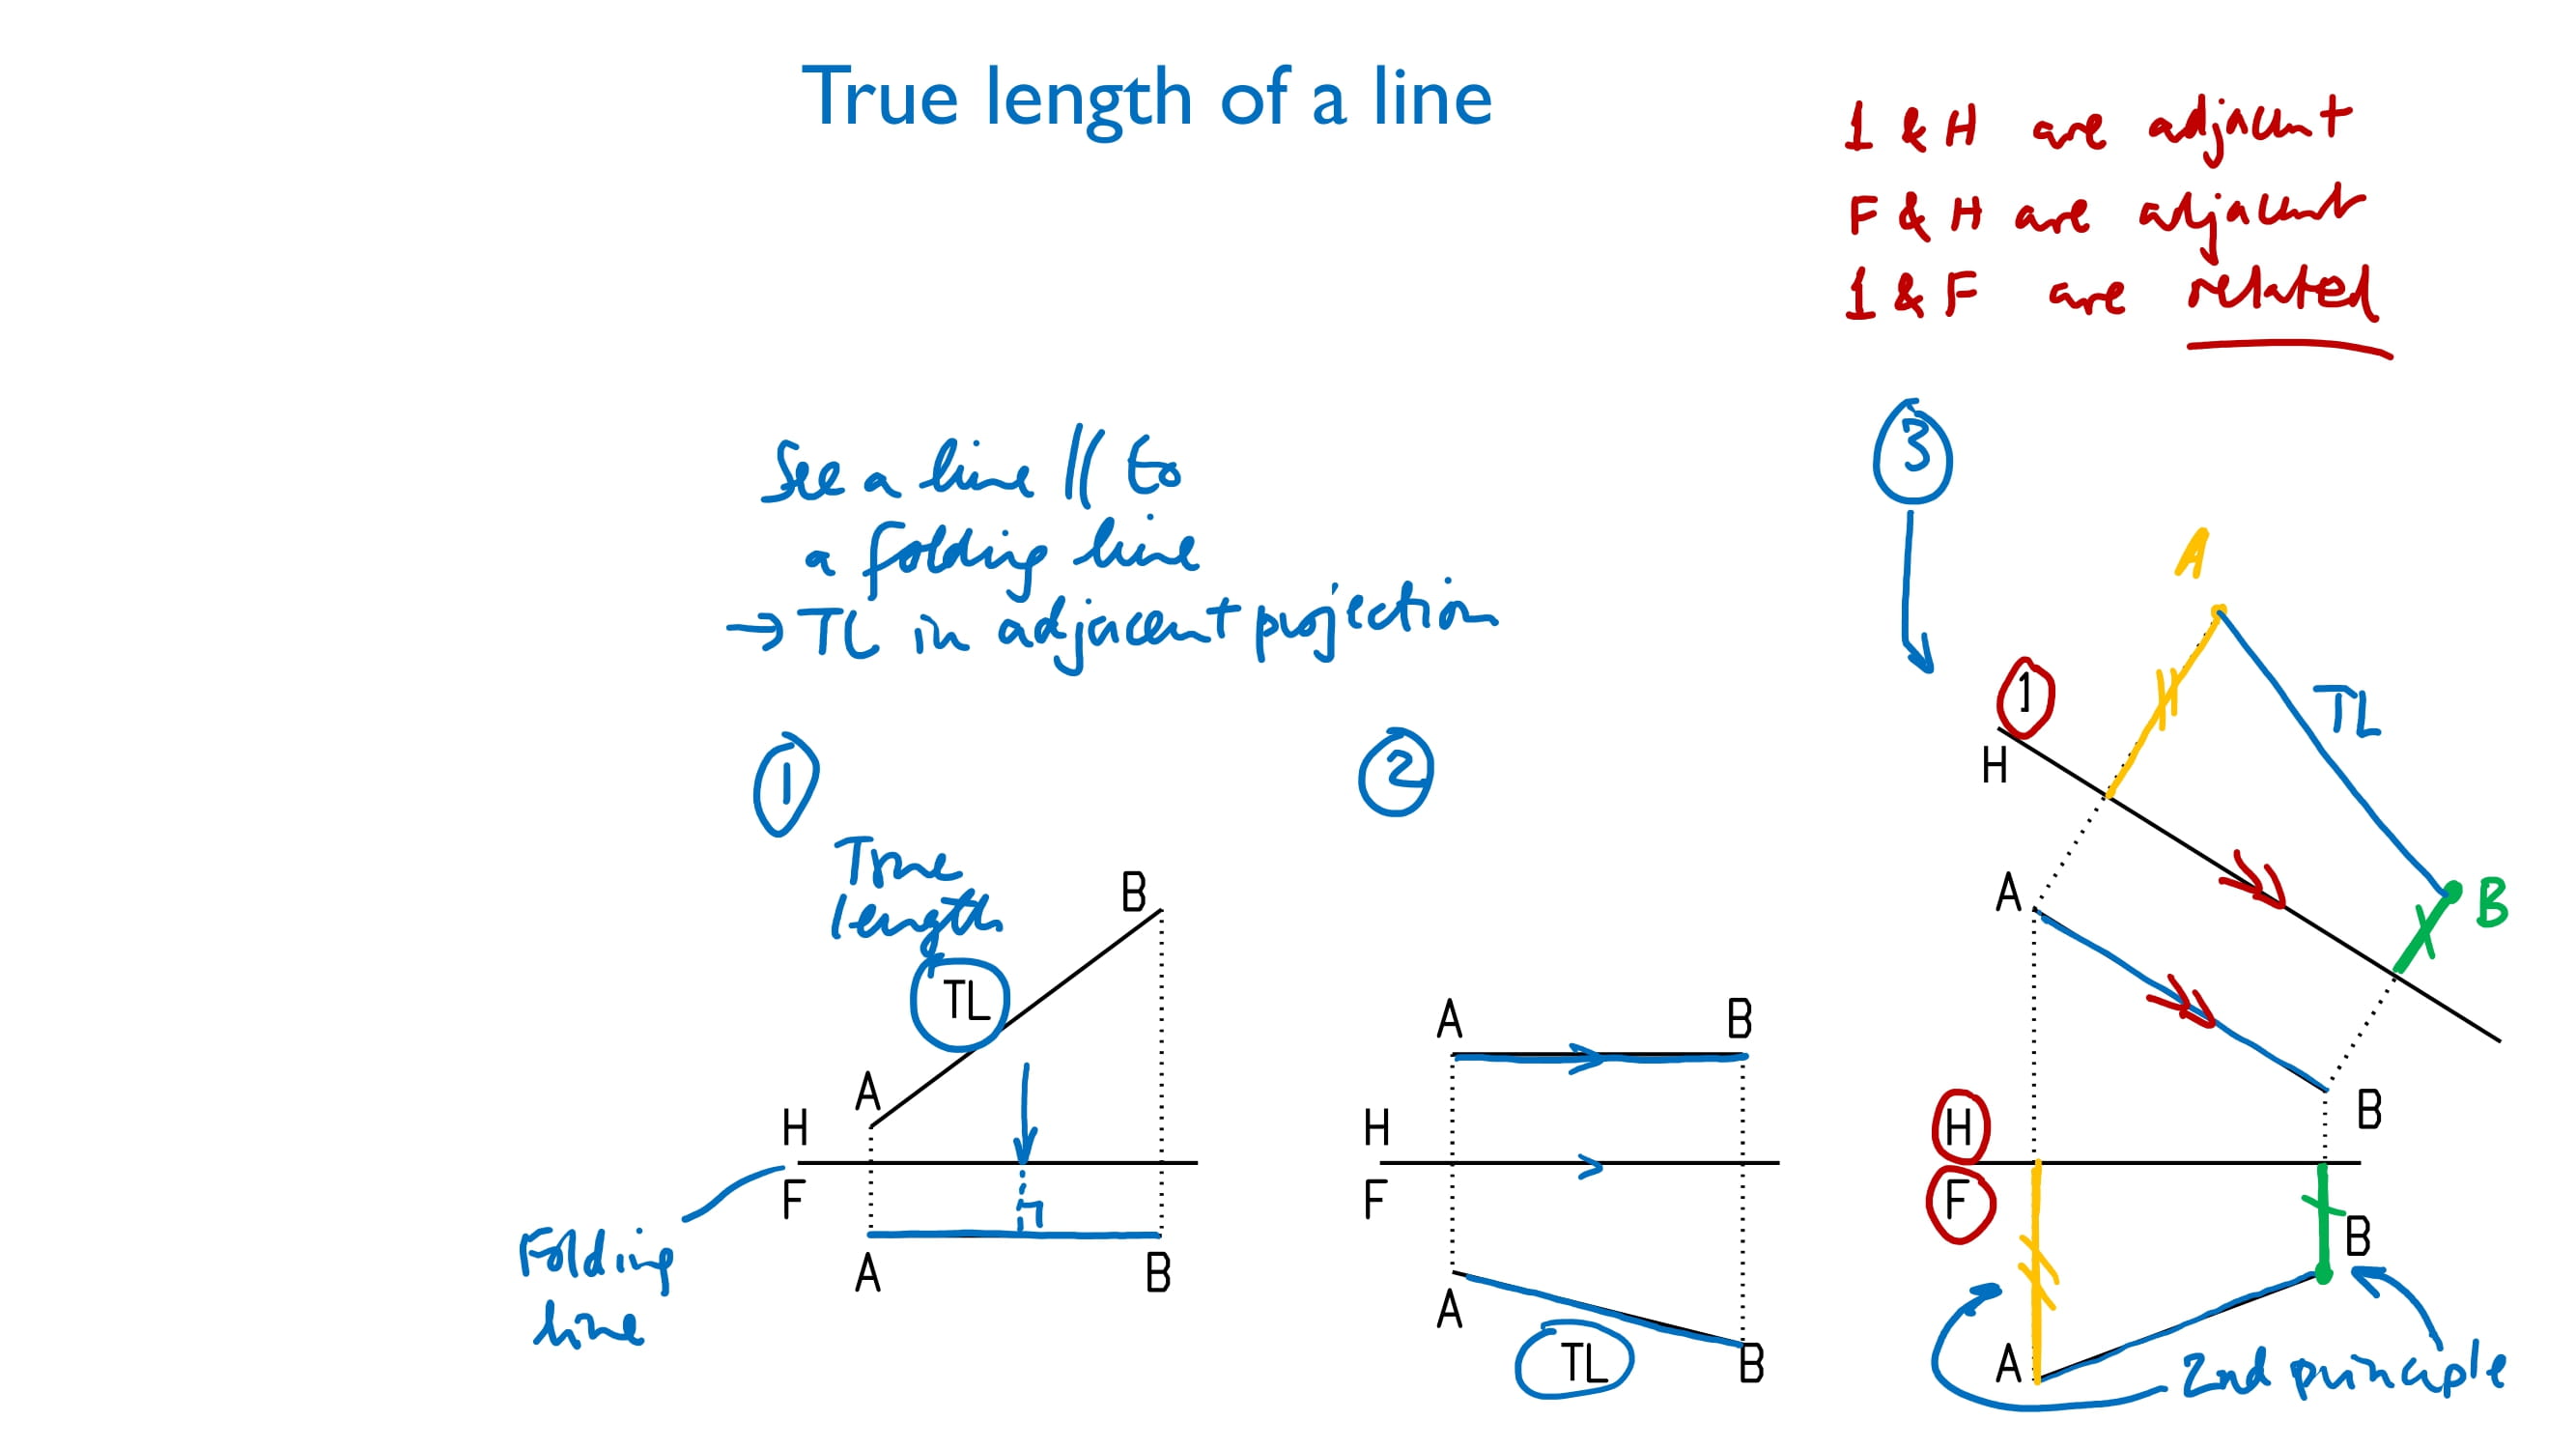 True length of a line
1 & H are adjacent
F & H are adjacent
1 & F are related
See a line // to
a folding line
→ TL in adjacent projection
1
True
length
TL
B
A
H
F
A
B
Folding
line
2
A
B
H
F
A
B
TL
3
A
TL
1
H
A
B
B
H
F
B
A
2nd principle